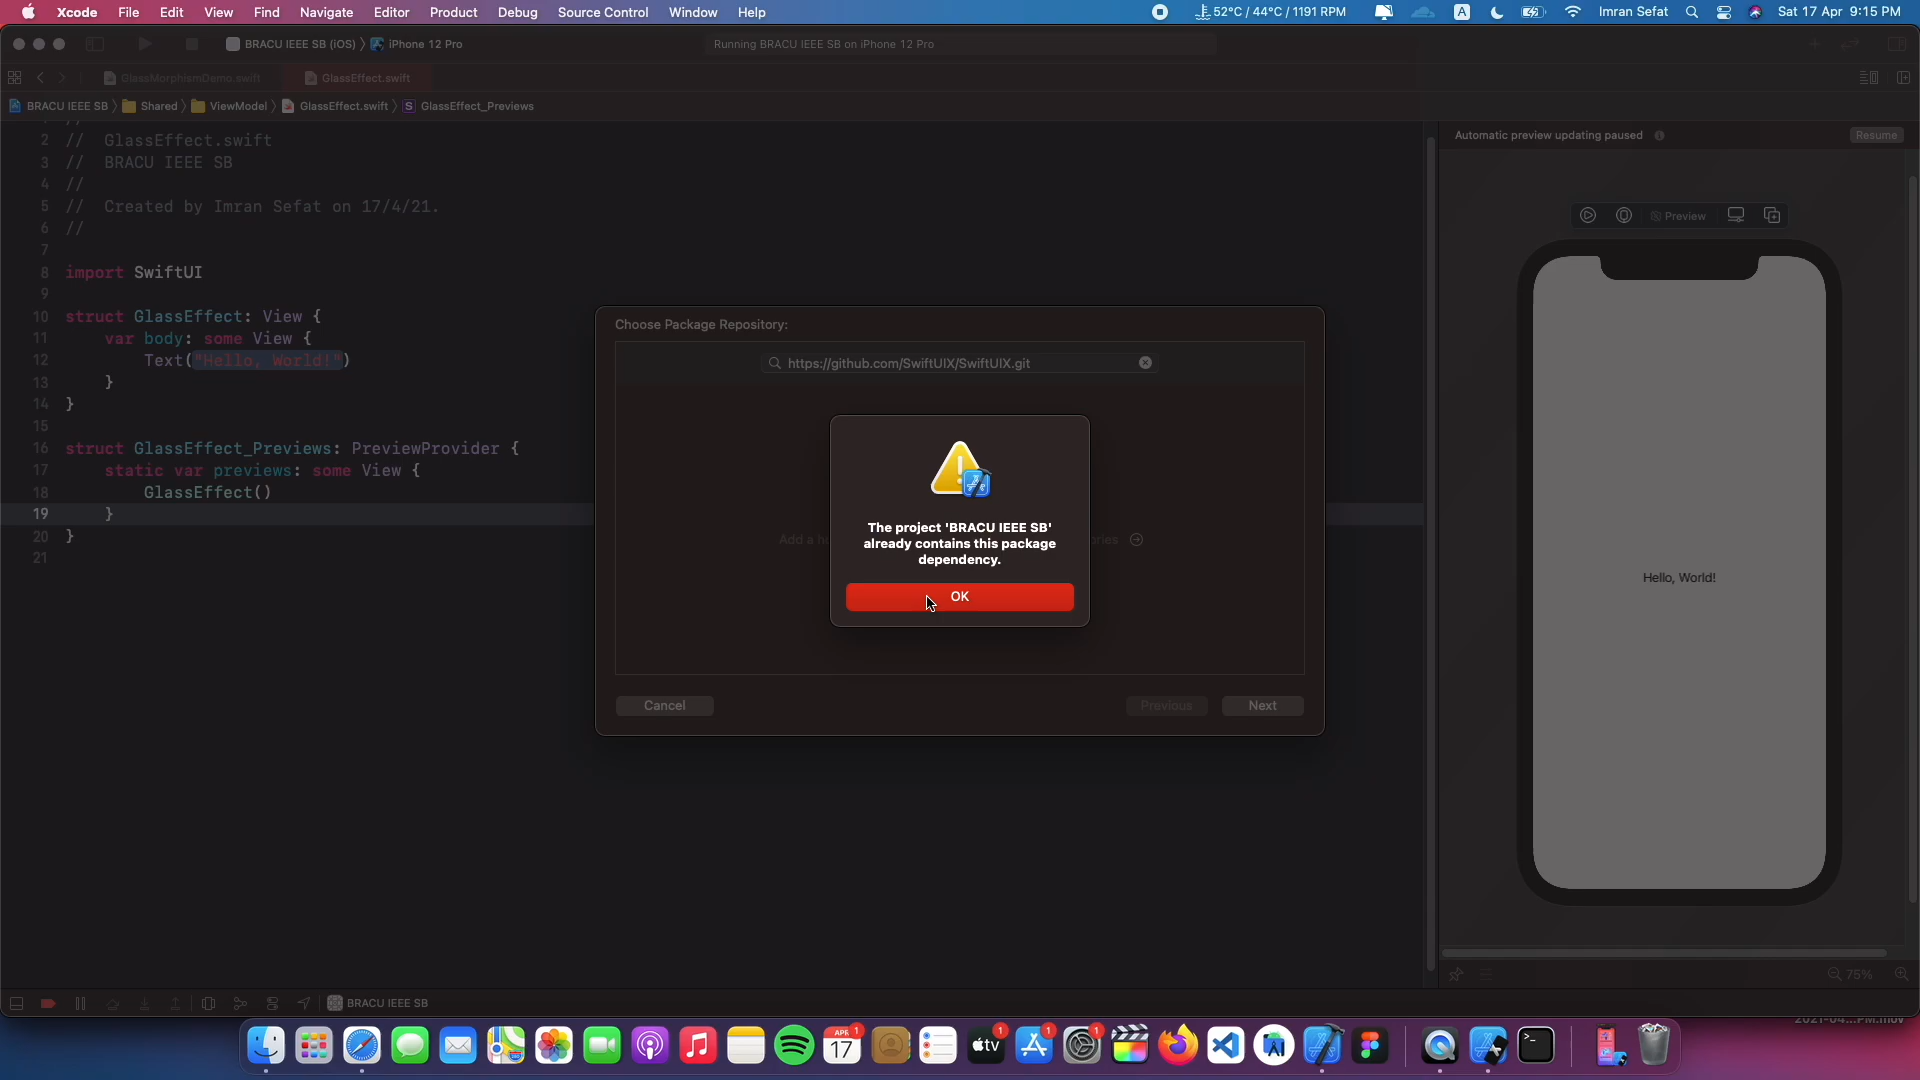 Xcode File Edit View Find Navigate Editor Product Debug Source Control Window Help 52°C / 44°C / 1191 RPM A Imran Sefat Sat 17 Apr 9:15 PM
BRACU IEEE SB (iOS) iPhone 12 Pro Running BRACU IEEE SB on iPhone 12 Pro
GlassMorphismDemo.swift GlassEffect.swift
BRACU IEEE SB Shared ViewModel GlassEffect.swift S GlassEffect_Previews
Automatic preview updating paused Resume
Preview
2 // GlassEffect.swift
3 // BRACU IEEE SB
4 //
5 // Created by Imran Sefat on 17/4/21.
6 //
7
8 import SwiftUI
9
10 struct GlassEffect: View {
11 var body: some View {
12 Text("Hello, World!")
13 }
14 }
15
16 struct GlassEffect_Previews: PreviewProvider {
17 static var previews: some View {
18 GlassEffect()
19 }
20 }
21
Choose Package Repository:
https://github.com/SwiftUIX/SwiftUIX.git
The project 'BRACU IEEE SB'
already contains this package
dependency.
Add a
OK
Cancel Previous Next
Hello, World!
75%
BRACU IEEE SB
APR 17
tv